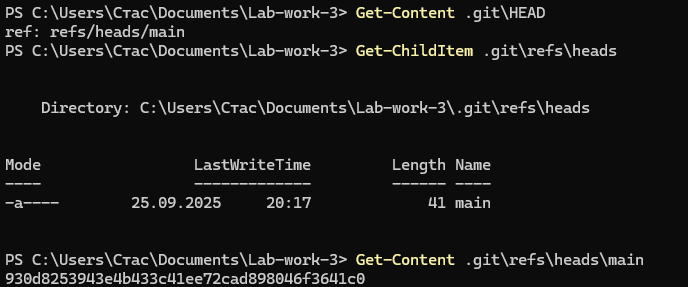 PS C:\Users\Стас\Documents\Lab-work-3> Get-Content .git\HEAD
ref: refs/heads/main
PS C:\Users\Стас\Documents\Lab-work-3> Get-ChildItem .git\refs\heads
Directory: C:\Users\Стас\Documents\Lab-work-3\.git\refs\heads
Mode LastWriteTime Length Name
---- ------------- ------ ----
-a---- 25.09.2025 20:17 41 main
PS C:\Users\Стас\Documents\Lab-work-3> Get-Content .git\refs\heads\main
930d8253943e4b433c41ee72cad898046f3641c0